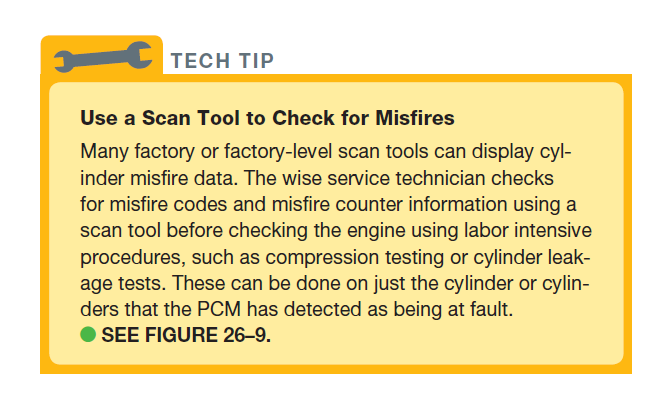 TECH TIP
Use a Scan Tool to Check for Misfires
Many factory or factory-level scan tools can display cyl-
inder misfire data. The wise service technician checks
for misfire codes and misfire counter information using a
scan tool before checking the engine using labor intensive
procedures, such as compression testing or cylinder leak-
age tests. These can be done on just the cylinder or cylin-
ders that the PCM has detected as being at fault.
SEE FIGURE 26–9.